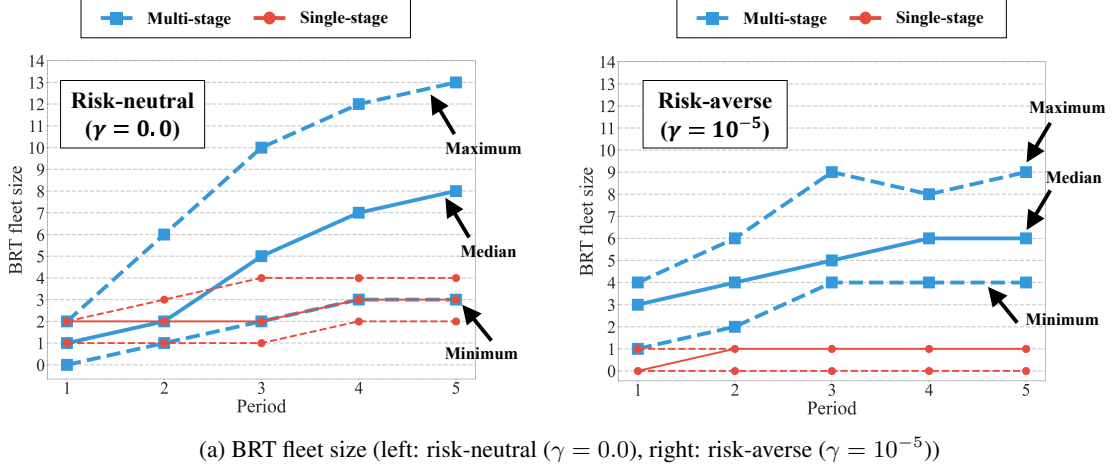 Multi-stage Single-stage
14
13
12
11
10
9
8
7
6
5
4
3
2
1
0
BRT fleet size
Risk-neutral
(γ = 0.0)
Maximum
Median
Minimum
1 2 3 4 5
Period
Multi-stage Single-stage
14
13
12
11
10
9
8
7
6
5
4
3
2
1
0
BRT fleet size
Risk-averse
(γ = 10⁻⁵)
Maximum
Median
Minimum
1 2 3 4 5
Period
(a) BRT fleet size (left: risk-neutral (γ = 0.0), right: risk-averse (γ = 10⁻⁵))